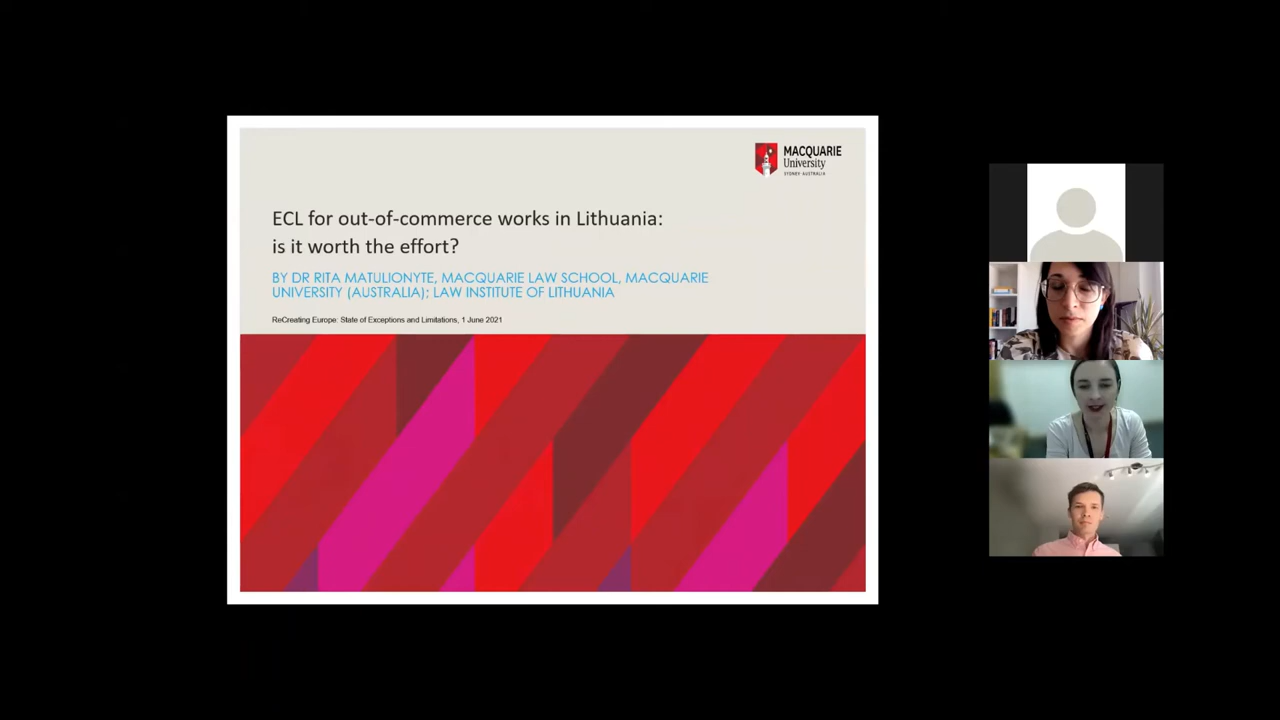 MACQUARIE
University
SYDNEY AUSTRALIA
ECL for out-of-commerce works in Lithuania:
is it worth the effort?
BY DR RITA MATULIONYTE, MACQUARIE LAW SCHOOL, MACQUARIE
UNIVERSITY (AUSTRALIA); LAW INSTITUTE OF LITHUANIA
ReCreating Europe: State of Exceptions and Limitations, 1 June 2021